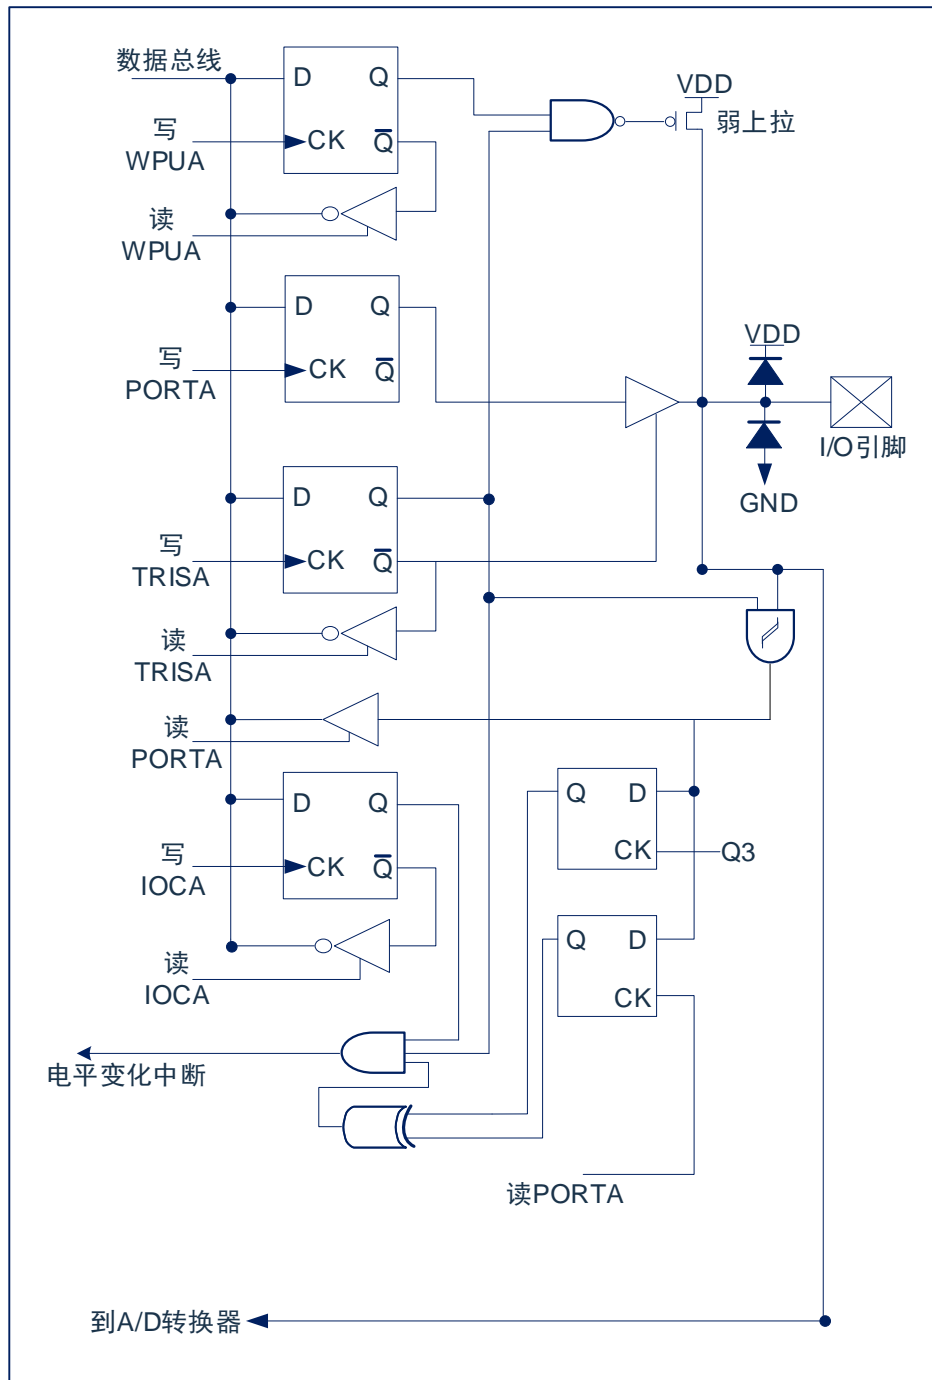 数据总线
D
Q
VDD
弱上拉
写
WPUA
CK
Q̅
读
WPUA
D
Q
写
PORTA
CK
Q̅
VDD
I/O引脚
GND
D
Q
写
TRISA
CK
Q̅
读
TRISA
读
PORTA
D
Q
Q
D
写
IOCA
CK
Q̅
CK
Q3
读
IOCA
Q
D
CK
电平变化中断
读PORTA
到A/D转换器